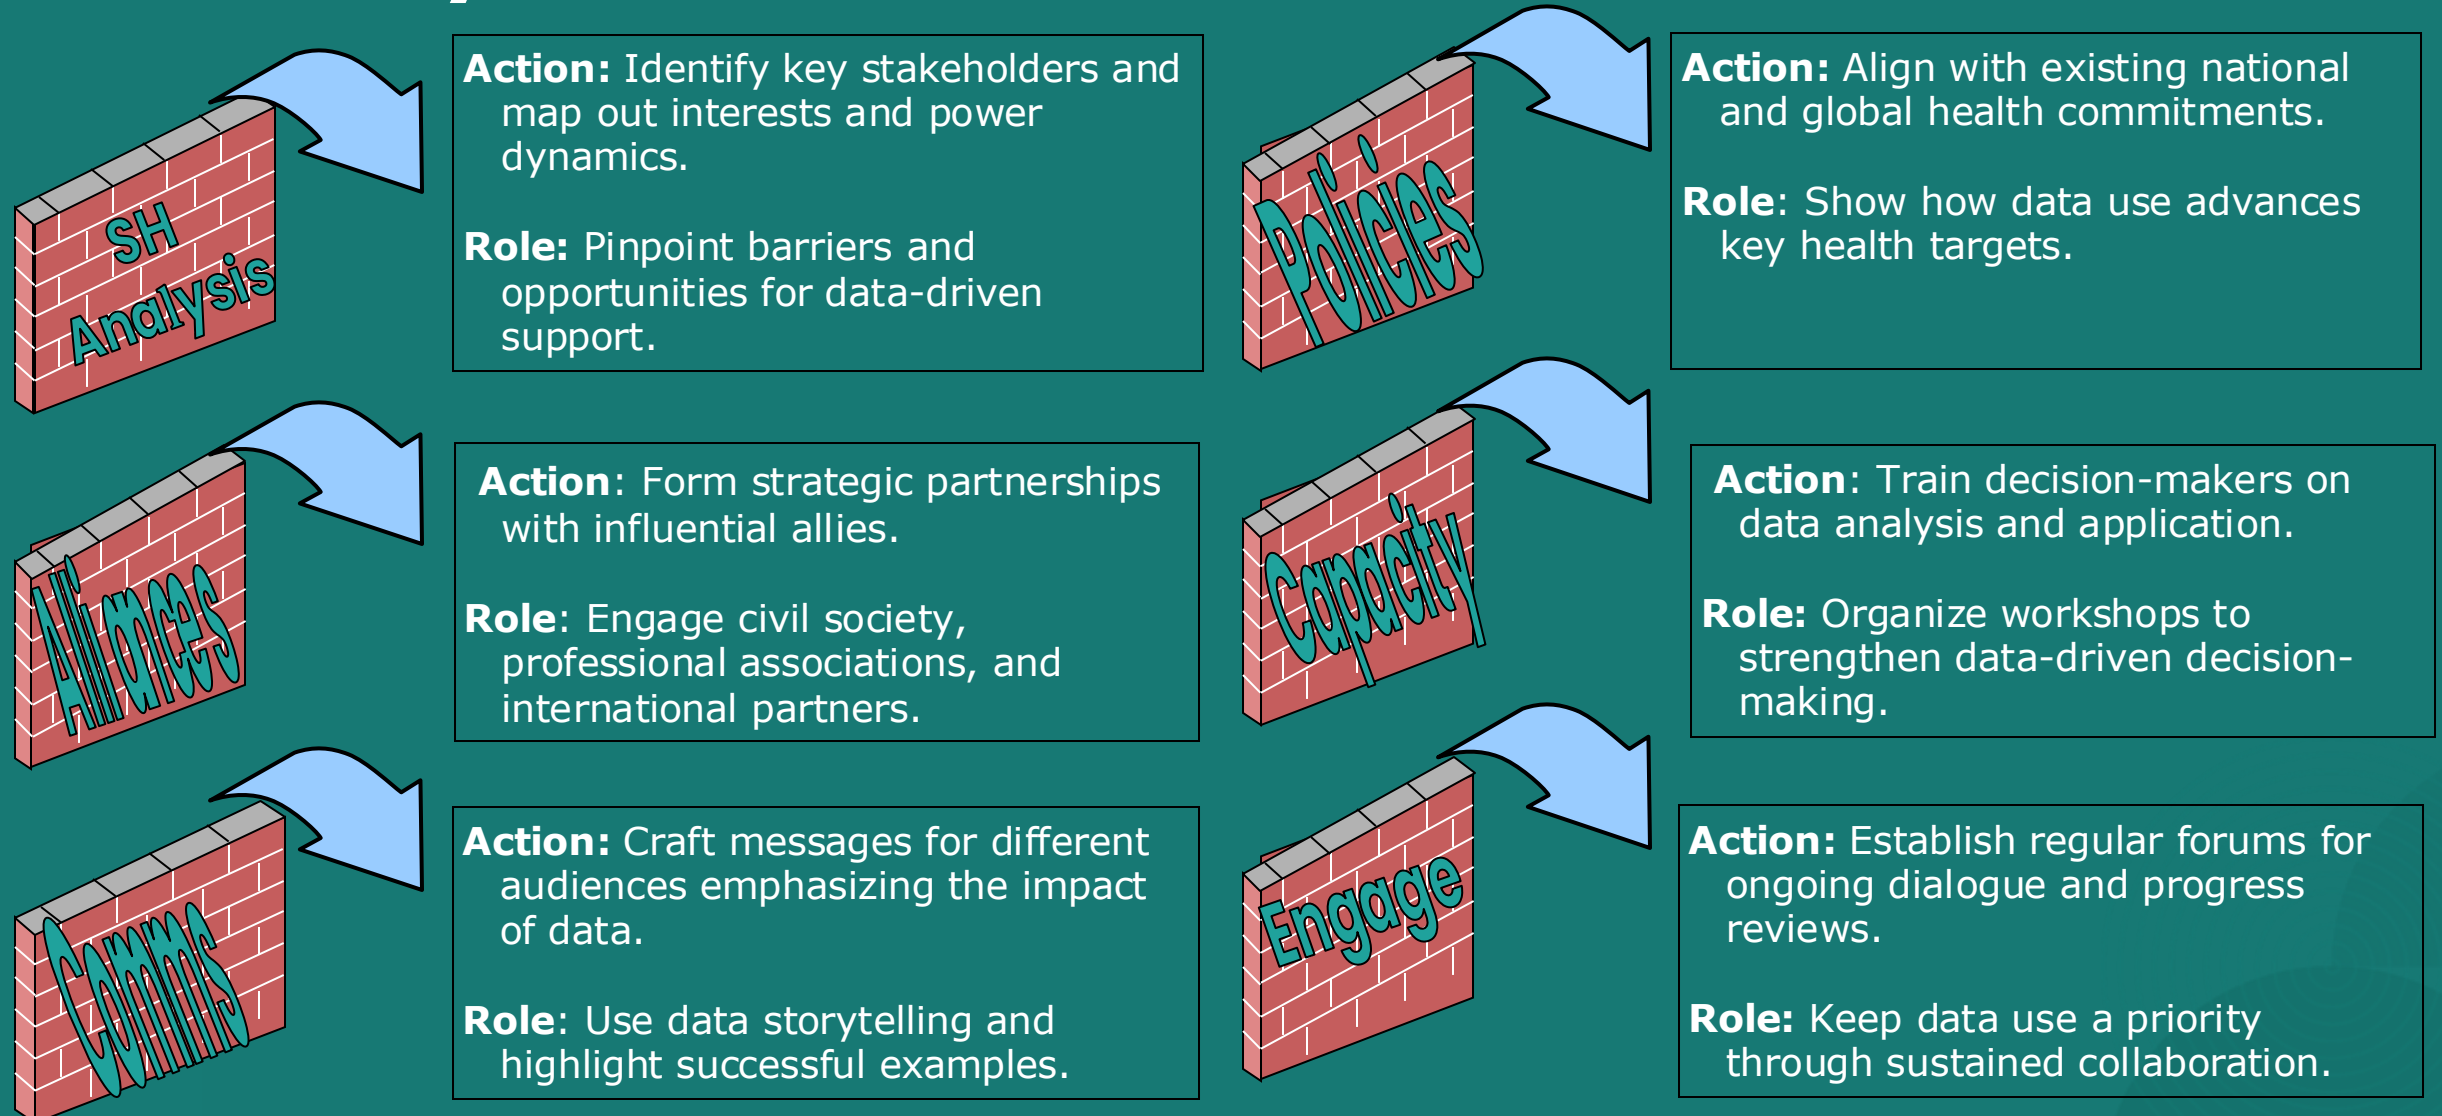 SH
Analysis
Action: Identify key stakeholders and
map out interests and power
dynamics.
Role: Pinpoint barriers and
opportunities for data-driven
support.
Alliances
Action: Form strategic partnerships
with influential allies.
Role: Engage civil society,
professional associations, and
international partners.
Comms
Action: Craft messages for different
audiences emphasizing the impact
of data.
Role: Use data storytelling and
highlight successful examples.
Policies
Action: Align with existing national
and global health commitments.
Role: Show how data use advances
key health targets.
Capacity
Action: Train decision-makers on
data analysis and application.
Role: Organize workshops to
strengthen data-driven decision-
making.
Engage
Action: Establish regular forums for
ongoing dialogue and progress
reviews.
Role: Keep data use a priority
through sustained collaboration.